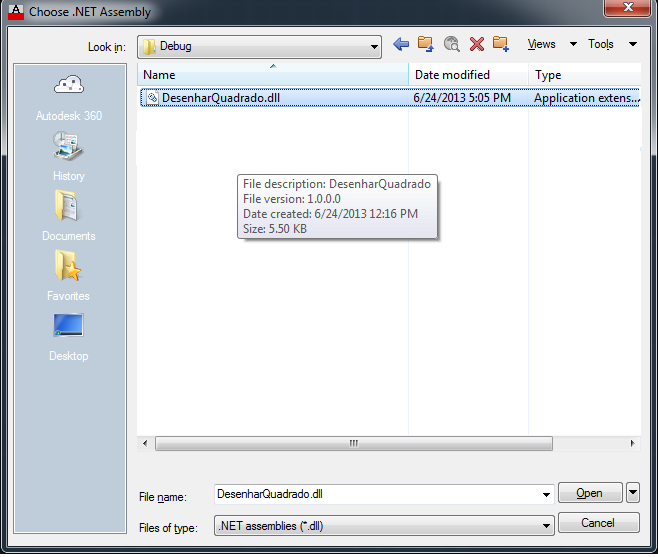 Choose .NET Assembly
Look in: Debug Views Tools
Name Date modified Type
DesenharQuadrado.dll 6/24/2013 5:05 PM Application extens...
Autodesk 360
History
Documents
Favorites
Desktop
File description: DesenharQuadrado
File version: 1.0.0.0
Date created: 6/24/2013 12:16 PM
Size: 5.50 KB
File name: DesenharQuadrado.dll Open
Files of type: .NET assemblies (*.dll) Cancel